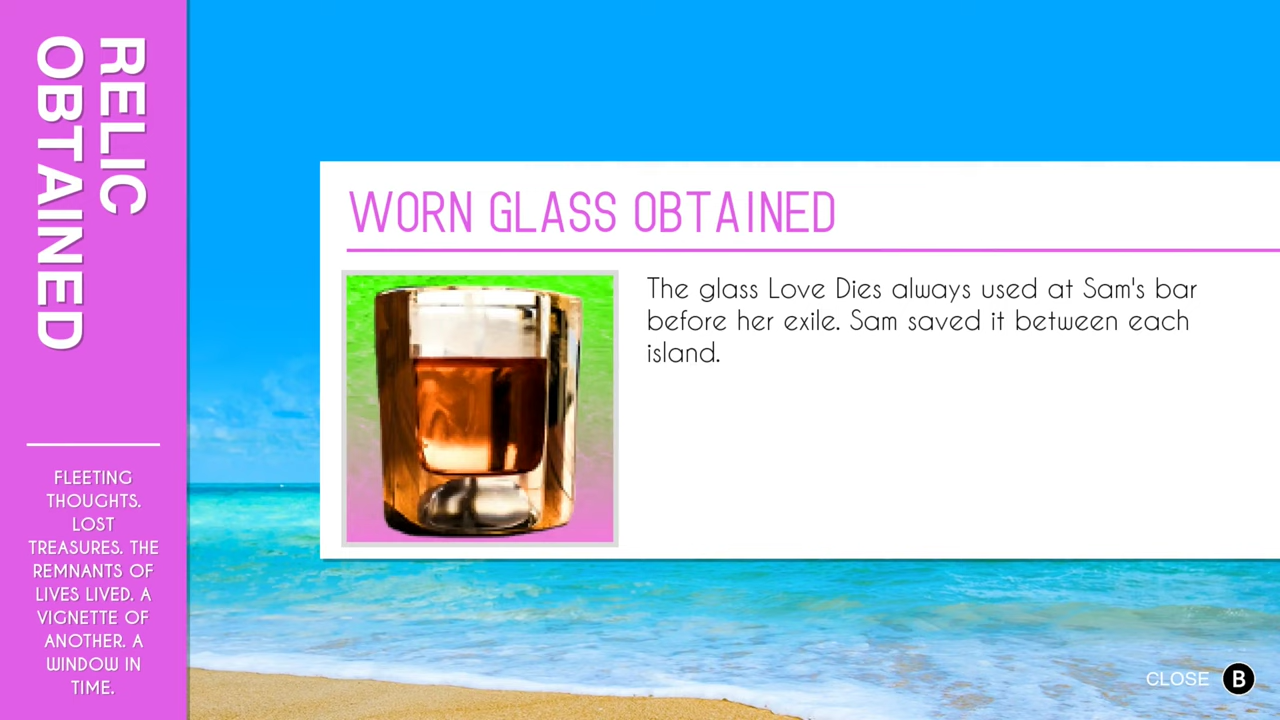 RELIC
OBTAINED
FLEETING
THOUGHTS.
LOST
TREASURES. THE
REMNANTS OF
LIVES LIVED. A
VIGNETTE OF
ANOTHER. A
WINDOW IN
TIME.
WORN GLASS OBTAINED
The glass Love Dies always used at Sam's bar
before her exile. Sam saved it between each
island.
CLOSE B